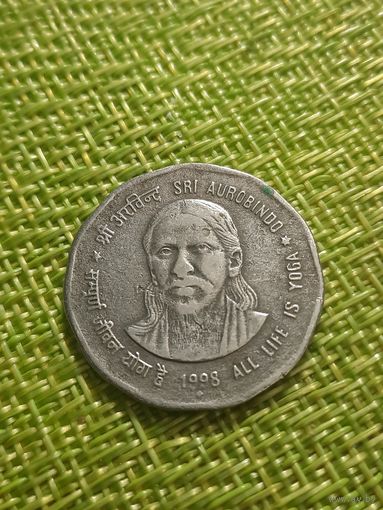 श्री अरविन्द SRI AUROBINDO
सम्पूर्ण जीवन योग है 1998 ALL LIFE IS YOGA